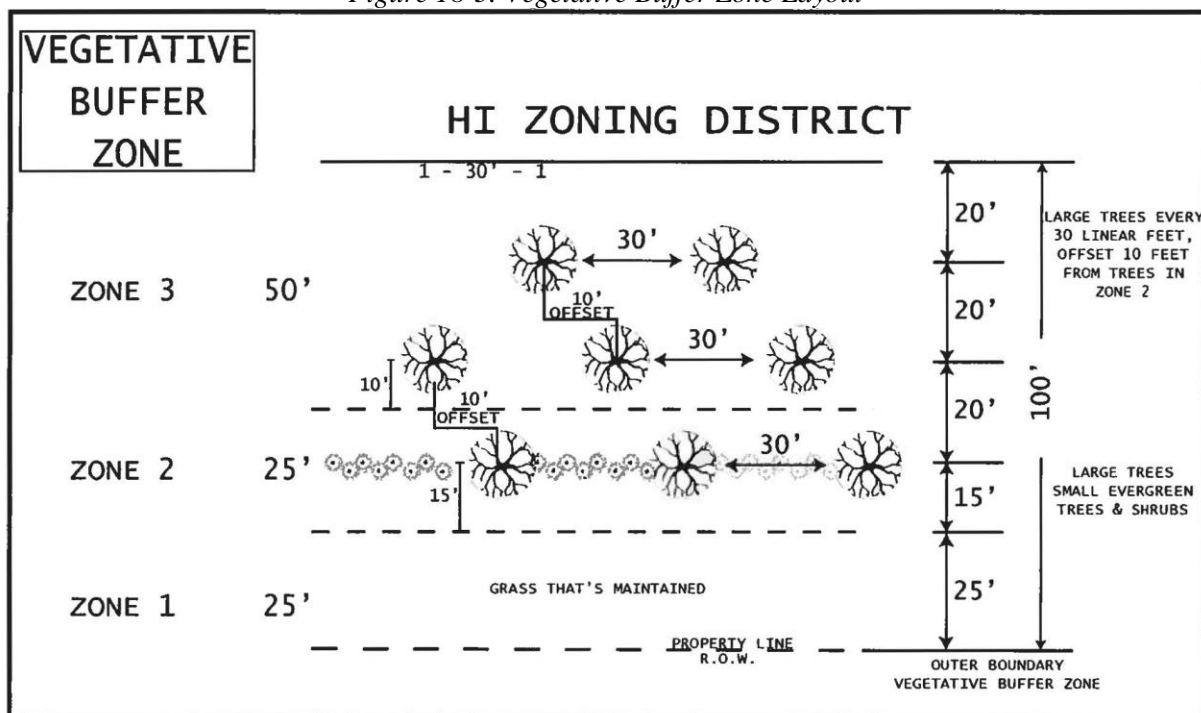 Figure 18-3: Vegetative Buffer Zone Layout
VEGETATIVE
BUFFER
ZONE
HI ZONING DISTRICT
1 - 30' - 1
20'
LARGE TREES EVERY
30 LINEAR FEET,
OFFSET 10 FEET
FROM TREES IN
ZONE 2
30'
ZONE 3 50'
20'
10'
OFFSET
30'
10'
20'
100'
10'
OFFSET
30'
ZONE 2 25'
15'
15'
LARGE TREES
SMALL EVERGREEN
TREES & SHRUBS
GRASS THAT'S MAINTAINED
25'
ZONE 1 25'
PROPERTY LINE
R.O.W.
OUTER BOUNDARY
VEGETATIVE BUFFER ZONE